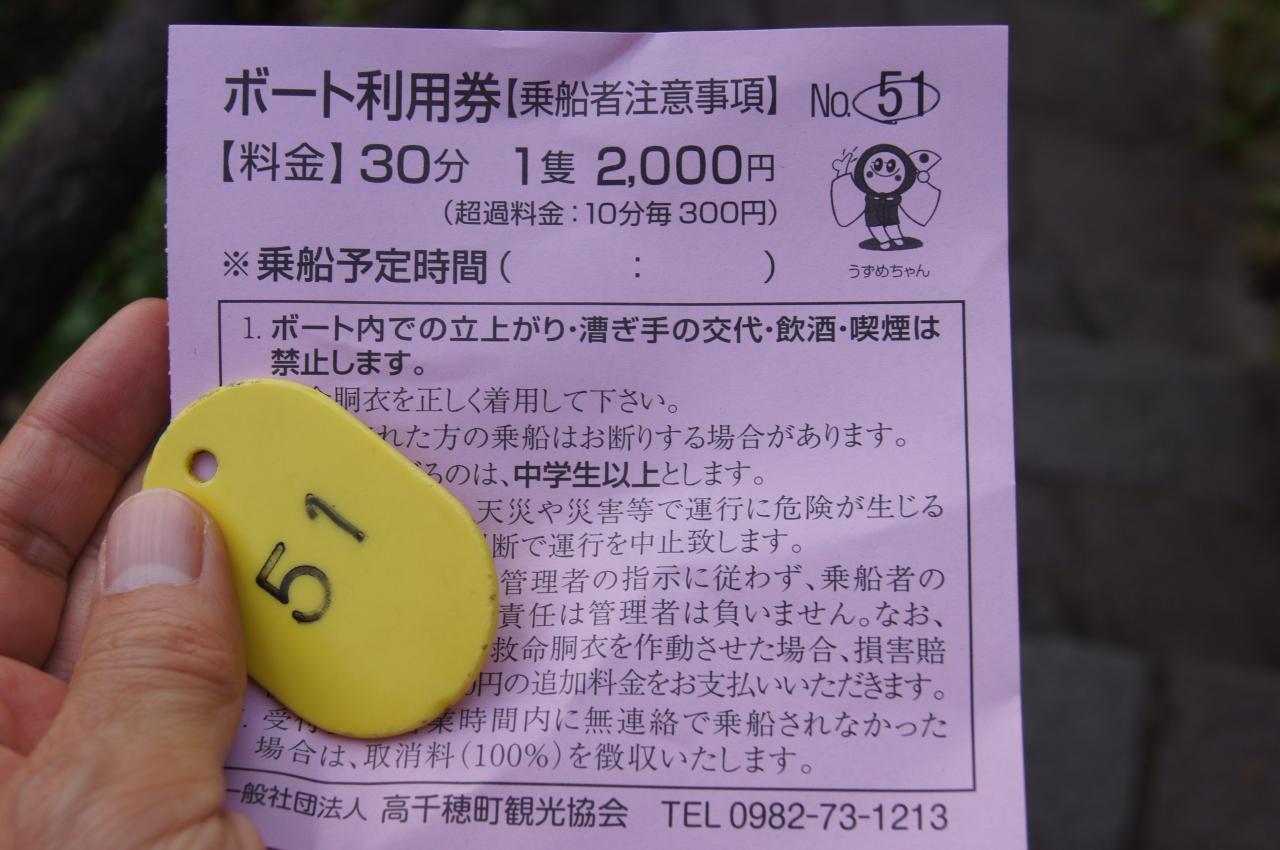 ボート利用券【乗船者注意事項】 No. 51
【料金】30分 1隻 2,000円
(超過料金:10分毎 300円)
※乗船予定時間( : )
うずめちゃん
1. ボート内での立上がり・漕ぎ手の交代・飲酒・喫煙は
禁止します。
胴衣を正しく着用して下さい。
れた方の乗船はお断りする場合があります。
るのは、中学生以上とします。
天災や災害等で運行に危険が生じる
断で運行を中止致します。
管理者の指示に従わず、乗船者の
責任は管理者は負いません。なお、
救命胴衣を作動させた場合、損害賠
円の追加料金をお支払いいただきます。
受付 業時間内に無連絡で乗船されなかった
場合は、取消料(100%)を徴収いたします。
一般社団法人 高千穂町観光協会 TEL 0982-73-1213
51